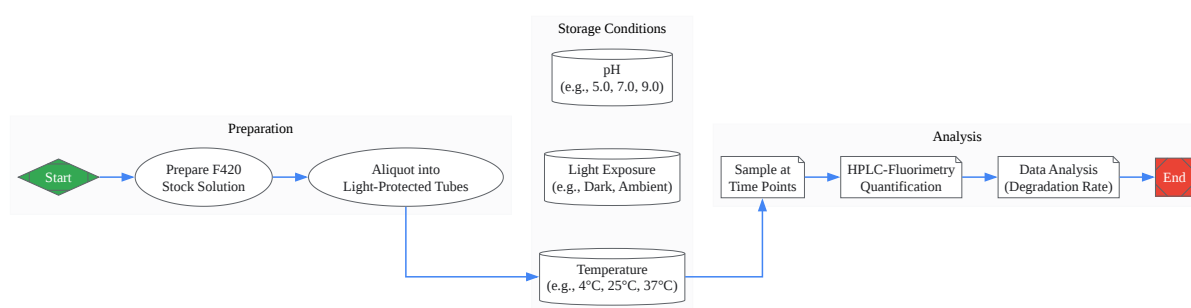 Preparation
Start
Prepare F420
Stock Solution
Aliquot into
Light-Protected Tubes
Storage Conditions
pH
(e.g., 5.0, 7.0, 9.0)
Light Exposure
(e.g., Dark, Ambient)
Temperature
(e.g., 4°C, 25°C, 37°C)
Analysis
Sample at
Time Points
HPLC-Fluorimetry
Quantification
Data Analysis
(Degradation Rate)
End